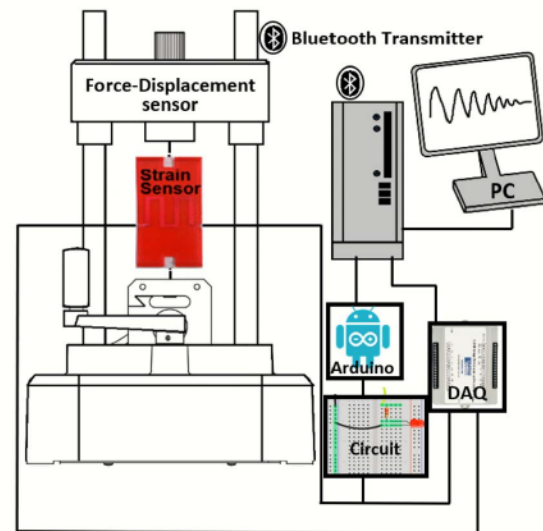 Bluetooth Transmitter
Force-Displacement
sensor
Strain
Sensor
PC
Arduino
DAQ
Circuit